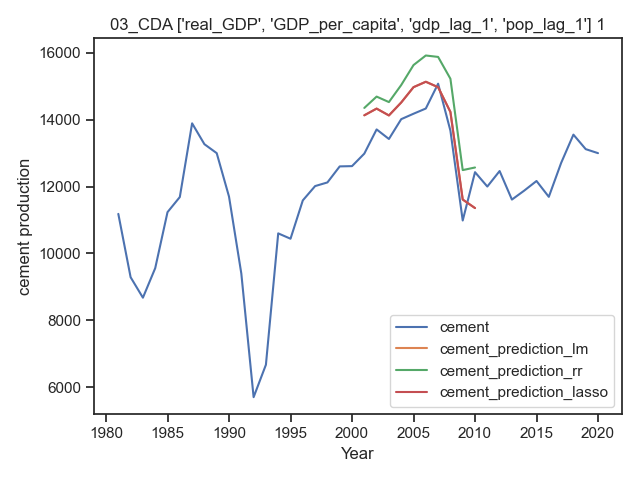 03_CDA ['real_GDP', 'GDP_per_capita', 'gdp_lag_1', 'pop_lag_1'] 1
16000
14000
12000
10000
8000
6000
cement production
cement
cement_prediction_lm
cement_prediction_rr
cement_prediction_lasso
1980 1985 1990 1995 2000 2005 2010 2015 2020
Year